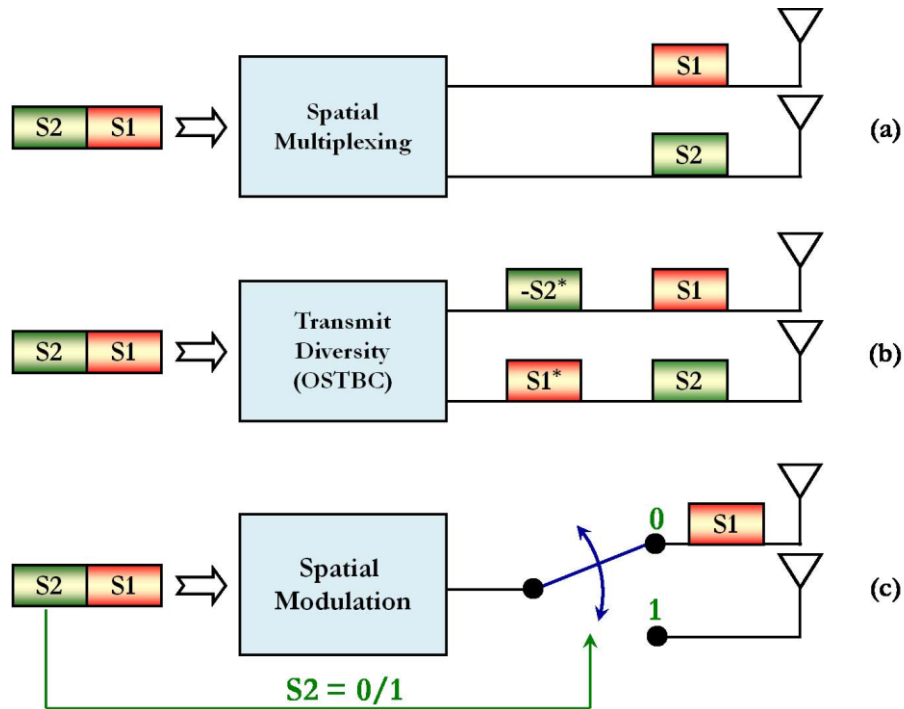 S1
S2 S1
Spatial
Multiplexing
S2
(a)
-S2* S1
S2 S1
Transmit
Diversity
(OSTBC)
S1* S2
(b)
0
S1
S2 S1
Spatial
Modulation
1
(c)
S2 = 0/1